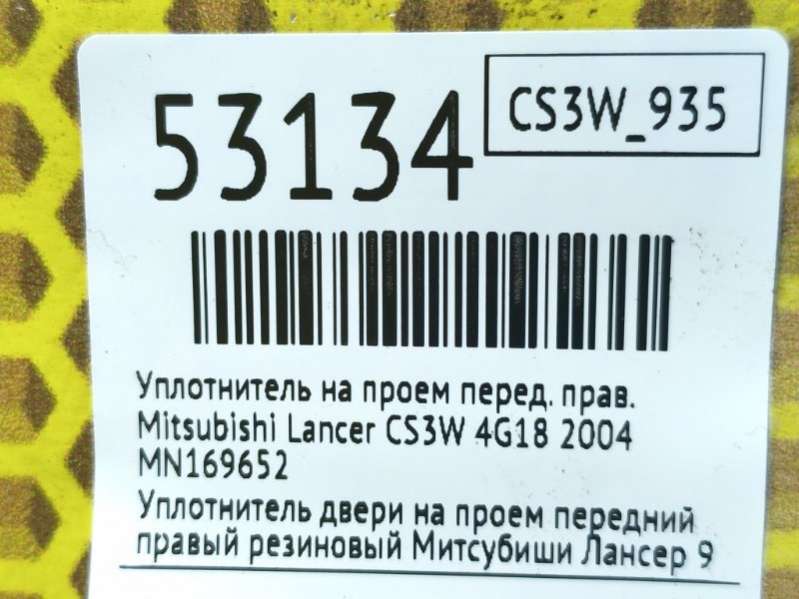 53134
CS3W_935
Уплотнитель на проем перед. прав.
Mitsubishi Lancer CS3W 4G18 2004
MN169652
Уплотнитель двери на проем передний
правый резиновый Митсубиши Лансер 9